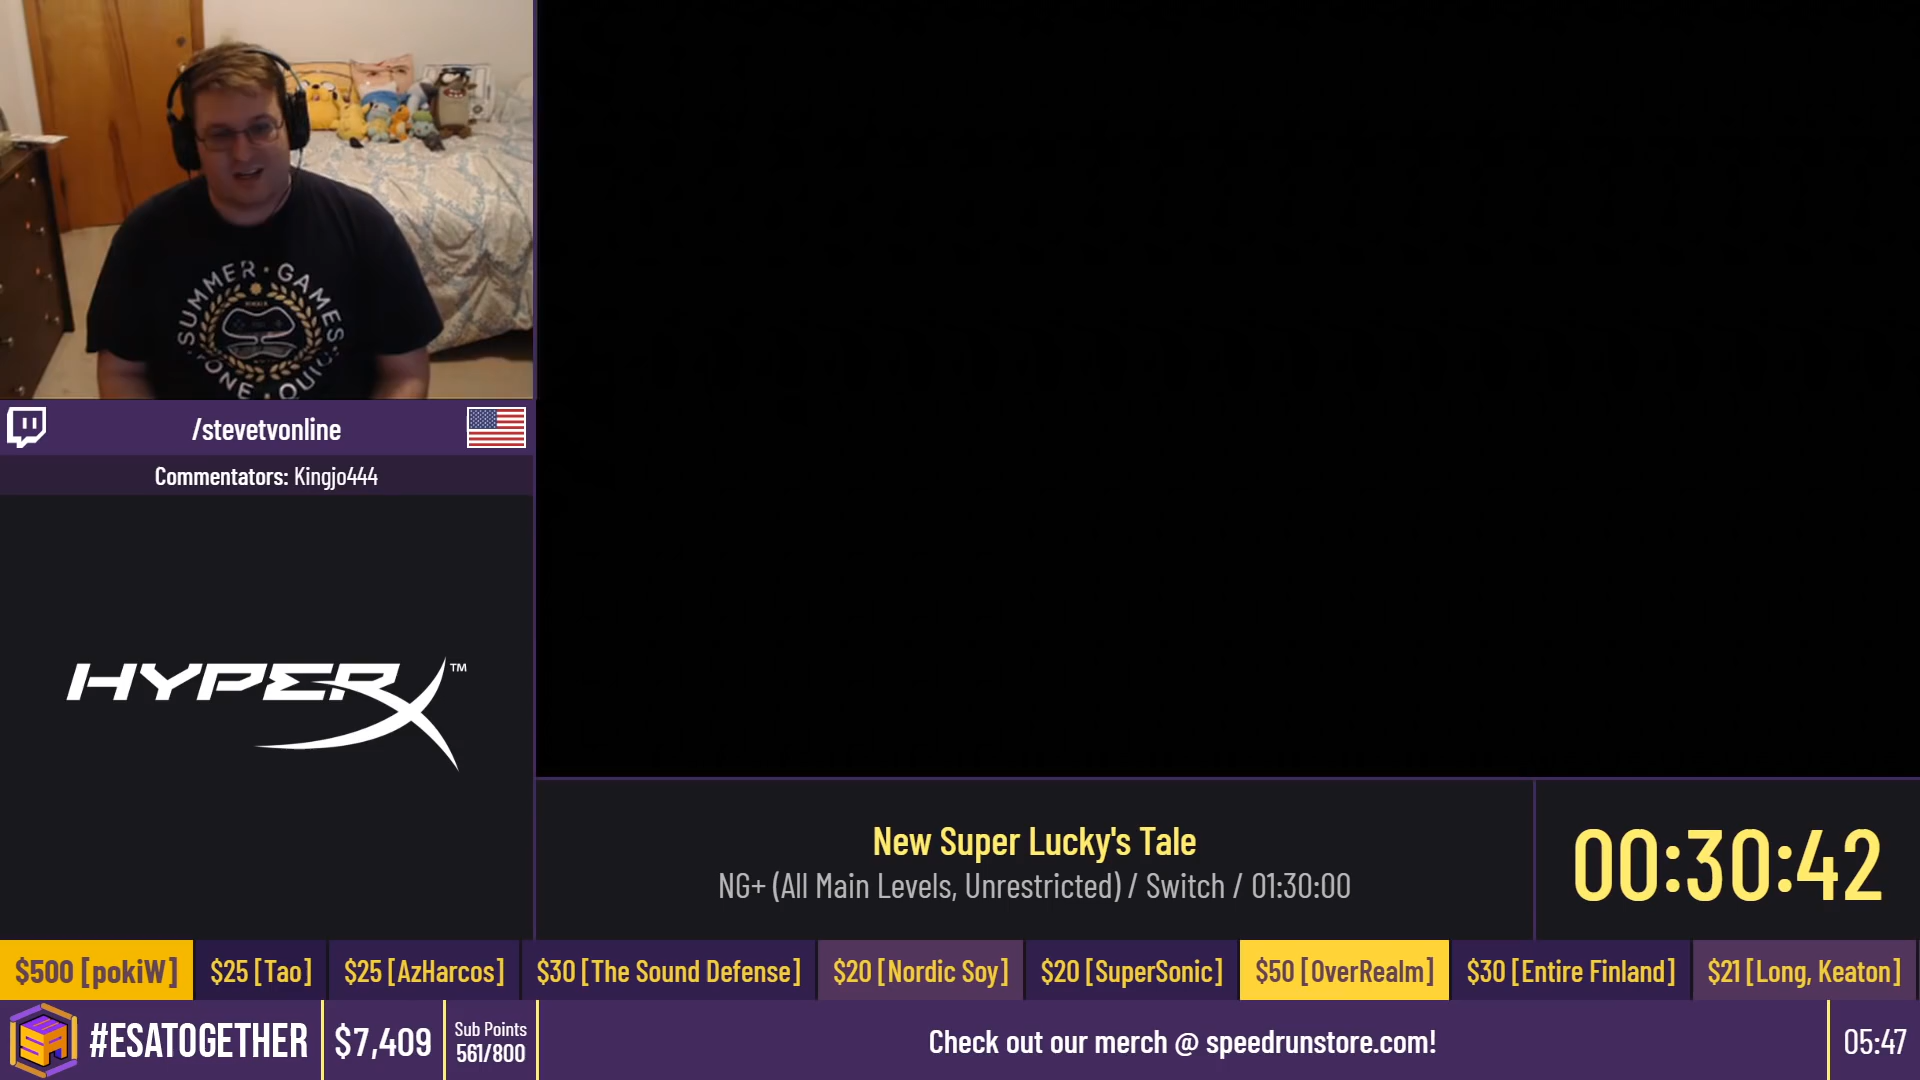 SUMMER · GAMES
DONE · QUIC
/stevetvonline
Commentators: Kingjo444
HYPERX™
New Super Lucky's Tale
NG+ (All Main Levels, Unrestricted) / Switch / 01:30:00
00:30:42
$500 [pokiW]
$25 [Tao]
$25 [AzHarcos]
$30 [The Sound Defense]
$20 [Nordic Soy]
$20 [SuperSonic]
$50 [OverRealm]
$30 [Entire Finland]
$21 [Long, Keaton]
#ESATOGETHER
$7,409
Sub Points
561/800
Check out our merch @ speedrunstore.com!
05:47